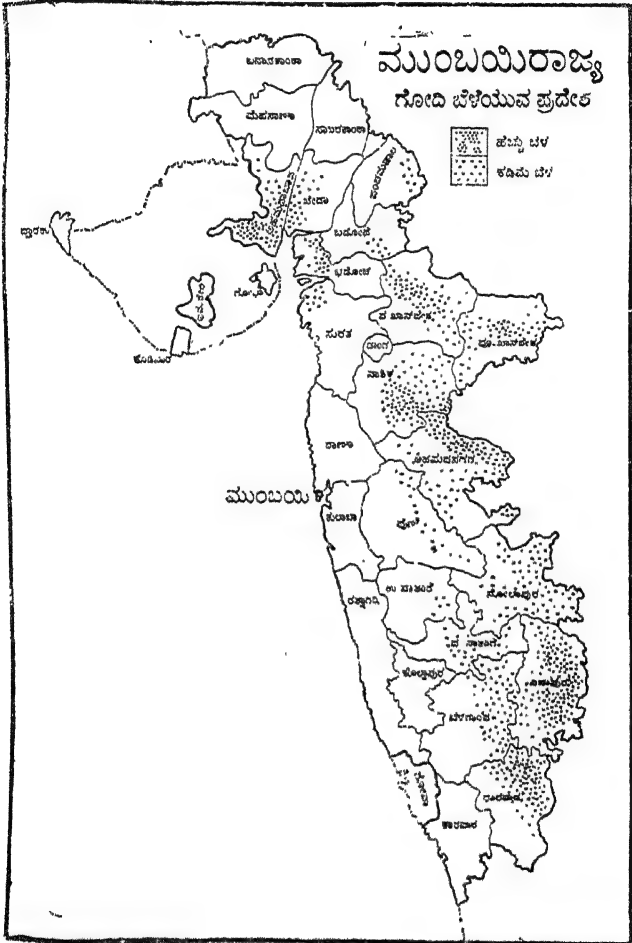 ಮುಂಬಯಿರಾಜ್ಯ
ಗೋದಿ ಬೆಳೆಯುವ ಪ್ರದೇಶ
ಹೆಚ್ಚು ಬೆಳ
ಕಡಿಮೆ ಬೆಳ
ಬನಾಸಕಾಂಠಾ
ಮೆಹಸಾಣಾ
ಸಾಬರಕಾಂಠಾ
ಪಂಚಮಹಾಲ
ಖೇಡಾ
ದ್ವಾರಕಾ
ಬಡೋದೆ
ಭಡೋಚ
ಅಮರೇಲಿ
ಕೊಡಿನಾರ
ಸುರತ
ಪ ಖಾನದೇಶ
ಪೂ ಖಾನದೇಶ
ಡಾಂಗ
ನಾಶಿಕ
ಠಾಣಾ
ಅಹಮದನಗರ
ಮುಂಬಯಿ
ಕುಲಾಬಾ
ಪುಣೆ
ರತ್ನಾಗಿರಿ
ಉ ಸಾತಾರೆ
ಸೋಲಾಪುರ
ದ ಸಾತಾರೆ
ಕೊಲ್ಹಾಪುರ
ಬೆಳಗಾಂವ
ವಿಜಾಪುರ
ಧಾರವಾಡ
ಕಾರವಾರ